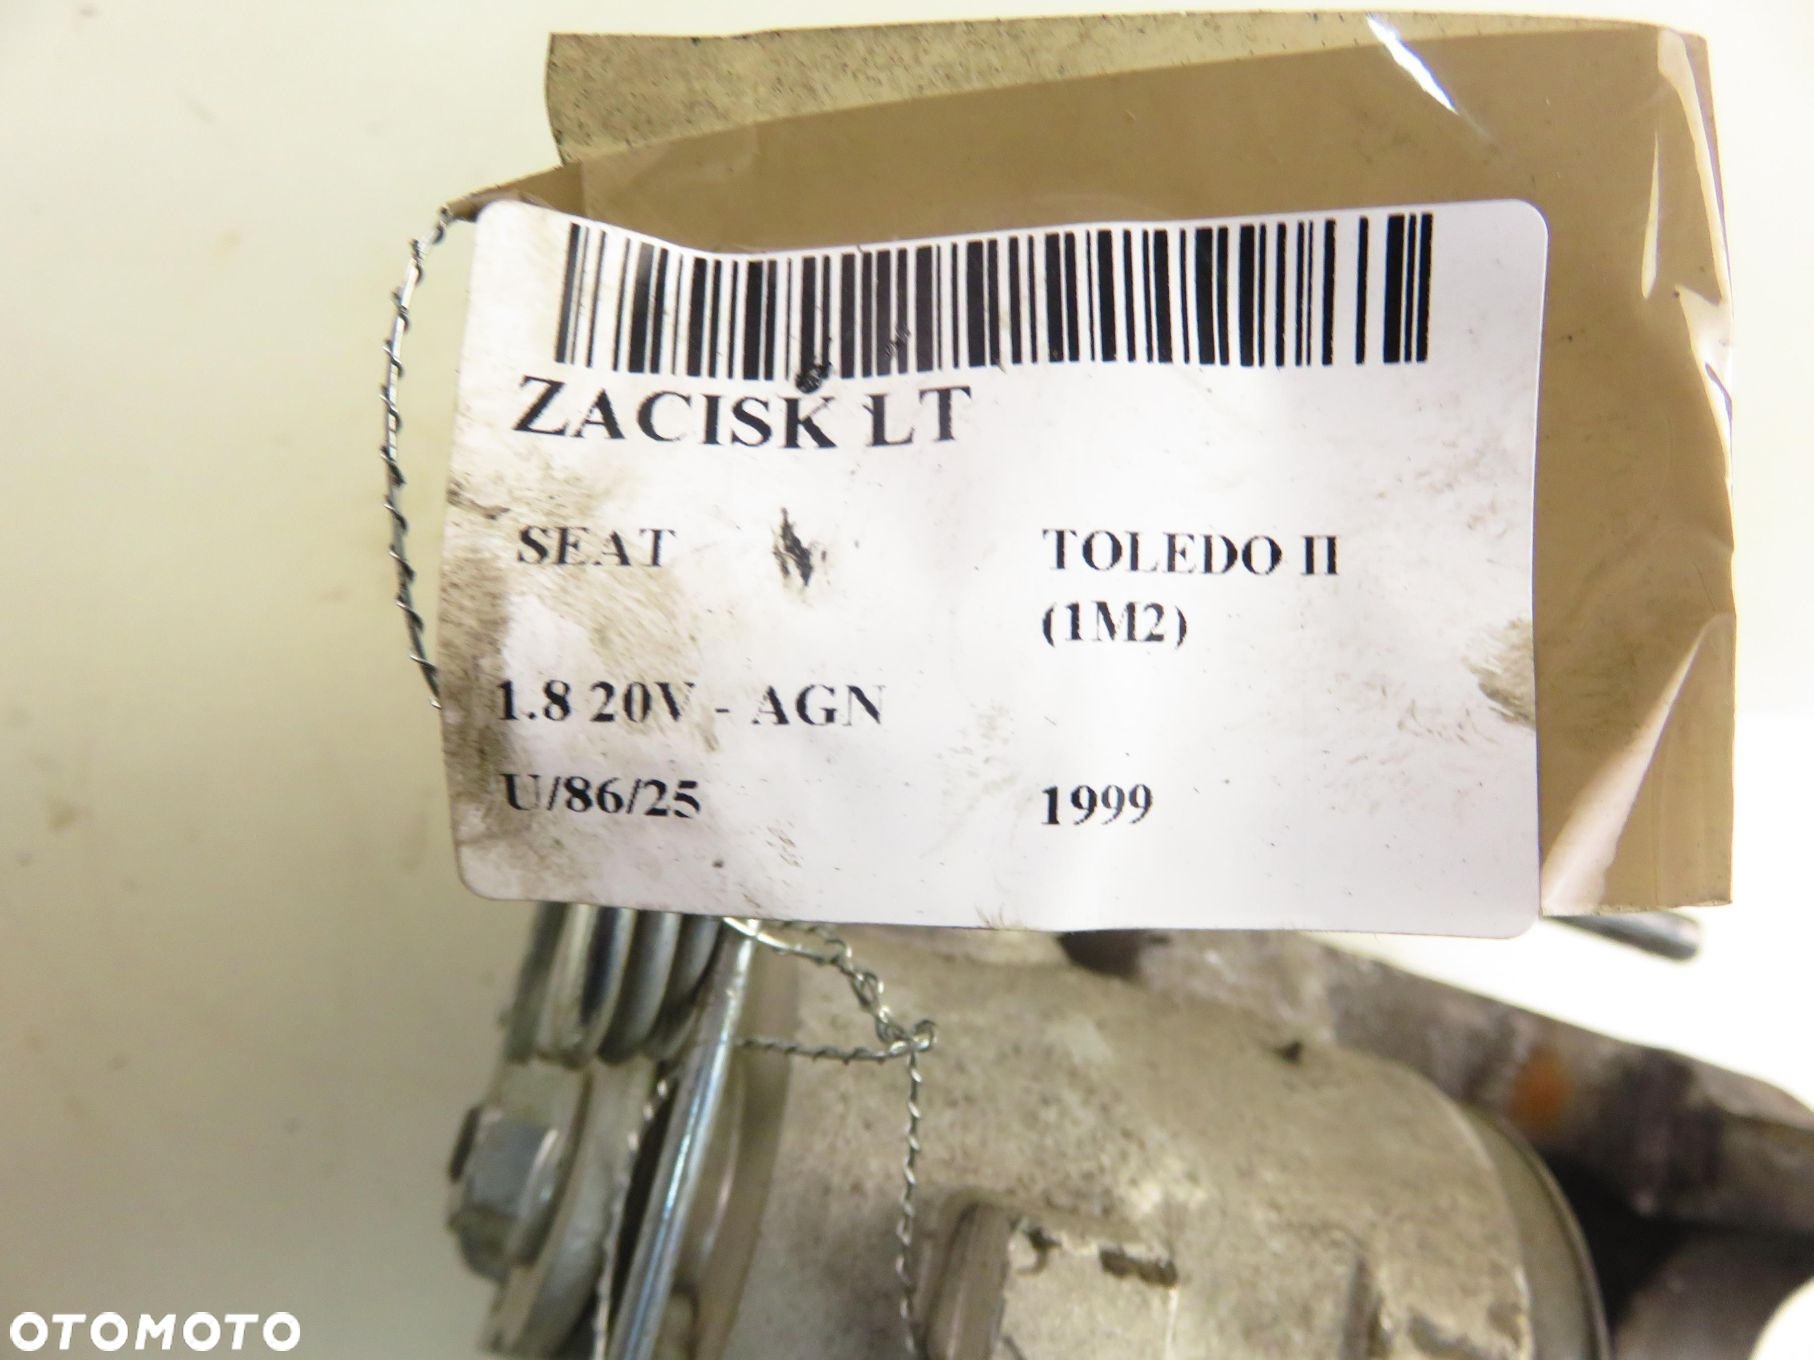 ZACISK LT
SEAT TOLEDO II
(1M2)
1.8 20V - AGN
U/86/25 1999
OTOMOTO